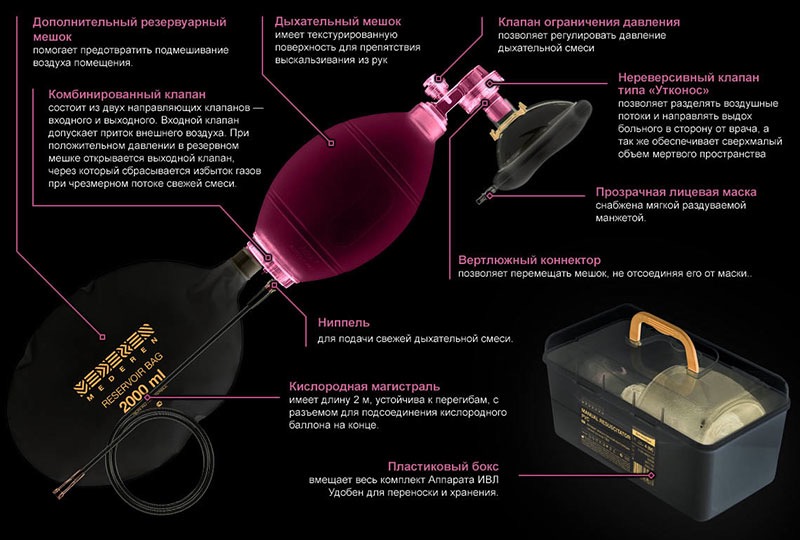 Дополнительный резервуарный
мешок
помогает предотвратить подмешивание
воздуха помещения.
Дыхательный мешок
имеет текстурированную
поверхность для препятствия
выскальзивания из рук
Клапан ограничения давления
позволяет регулировать давление
дыхательной смеси
Комбинированный клапан
состоит из двух направляющих клапанов —
входного и выходного. Входной клапан
допускает приток внешнего воздуха. При
положительном давлении в резервном
мешке открывается выходной клапан,
через который сбрасывается избыток газов
при чрезмерном потоке свежей смеси.
Нереверсивный клапан
типа «Утконос»
позволяет разделять воздушные
потоки и направлять выдох
больного в сторону от врача, а
так же обеспечивает сверхмалый
объем мертвого пространства
Прозрачная лицевая маска
снабжена мягкой раздуваемой
манжетой.
Вертлюжный коннектор
позволяет перемещать мешок, не отсоединяя его от маски..
Ниппель
для подачи свежей дыхательной смеси.
MEDEREN
RESERVOIR BAG
2000 ml
Кислородная магистраль
имеет длину 2 м, устойчива к перегибам, с
разъемом для подсоединения кислородного
баллона на конце.
MANUAL RESUSCITATOR
PVC
Пластиковый бокс
вмещает весь комплект Аппарата ИВЛ
Удобен для переноски и хранения.